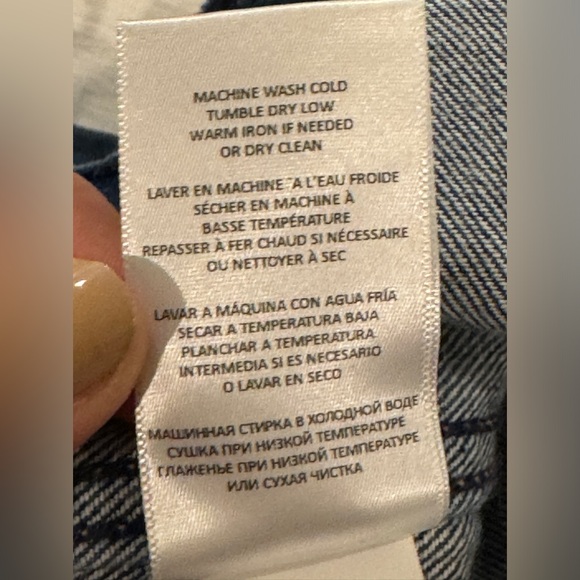 MACHINE WASH COLD
TUMBLE DRY LOW
WARM IRON IF NEEDED
OR DRY CLEAN
LAVER EN MACHINE ¨A L'EAU FROIDE
SÉCHER EN MACHINE À
BASSE TEMPÉRATURE
REPASSER À FER CHAUD SI NÉCESSAIRE
OU NETTOYER À SEC
LAVAR A MÁQUINA CON AGUA FRÍA
SECAR A TEMPERATURA BAJA
PLANCHAR A TEMPERATURA
INTERMEDIA SI ES NECESARIO
O LAVAR EN SECO
МАШИННАЯ СТИРКА В ХОЛОДНОЙ ВОДЕ
СУШКА ПРИ НИЗКОЙ ТЕМПЕРАТУРЕ
ГЛАЖЕНЬЕ ПРИ НИЗКОЙ ТЕМПЕРАТУРЕ
ИЛИ СУХАЯ ЧИСТКА